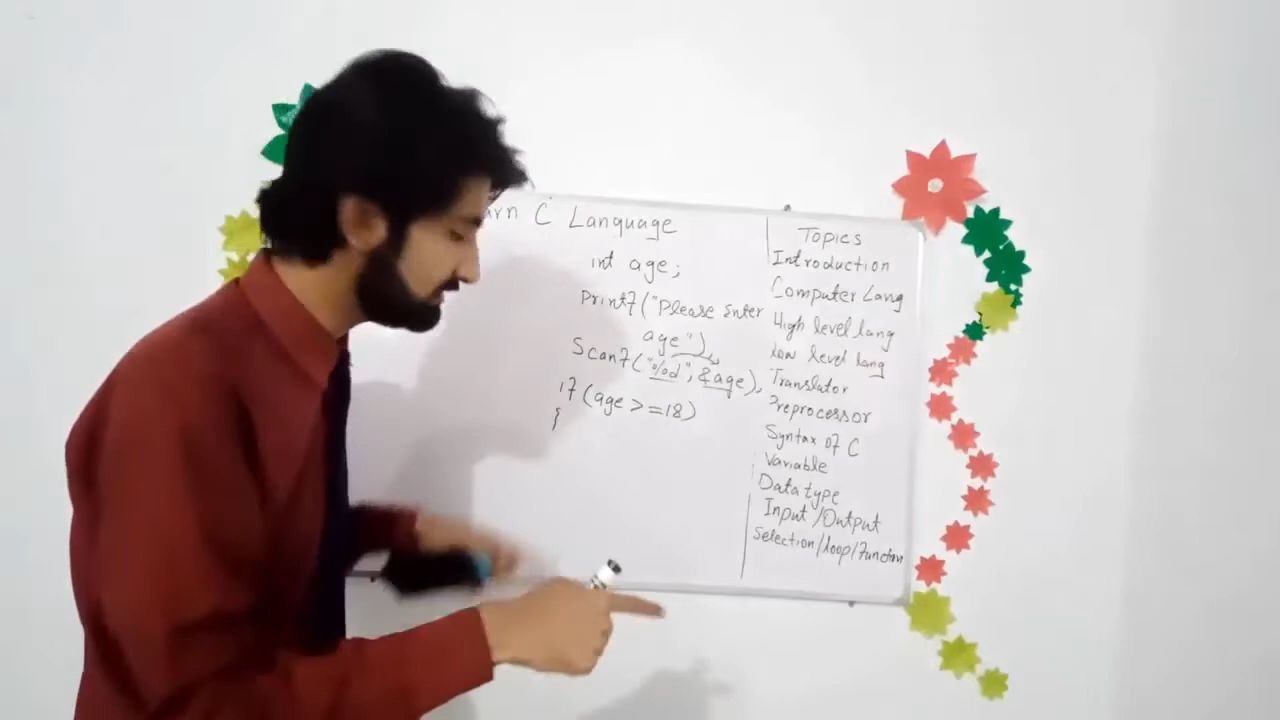 arn C Language
int age;
printf("Please Enter
age")
Scanf("%d", &age),
if (age >= 18)
{
Topics
Introduction
Computer Lang
High level lang
low level lang
Translator
Preprocessor
Syntax of C
Variable
Data type
Input/Output
Selection/loop/Function